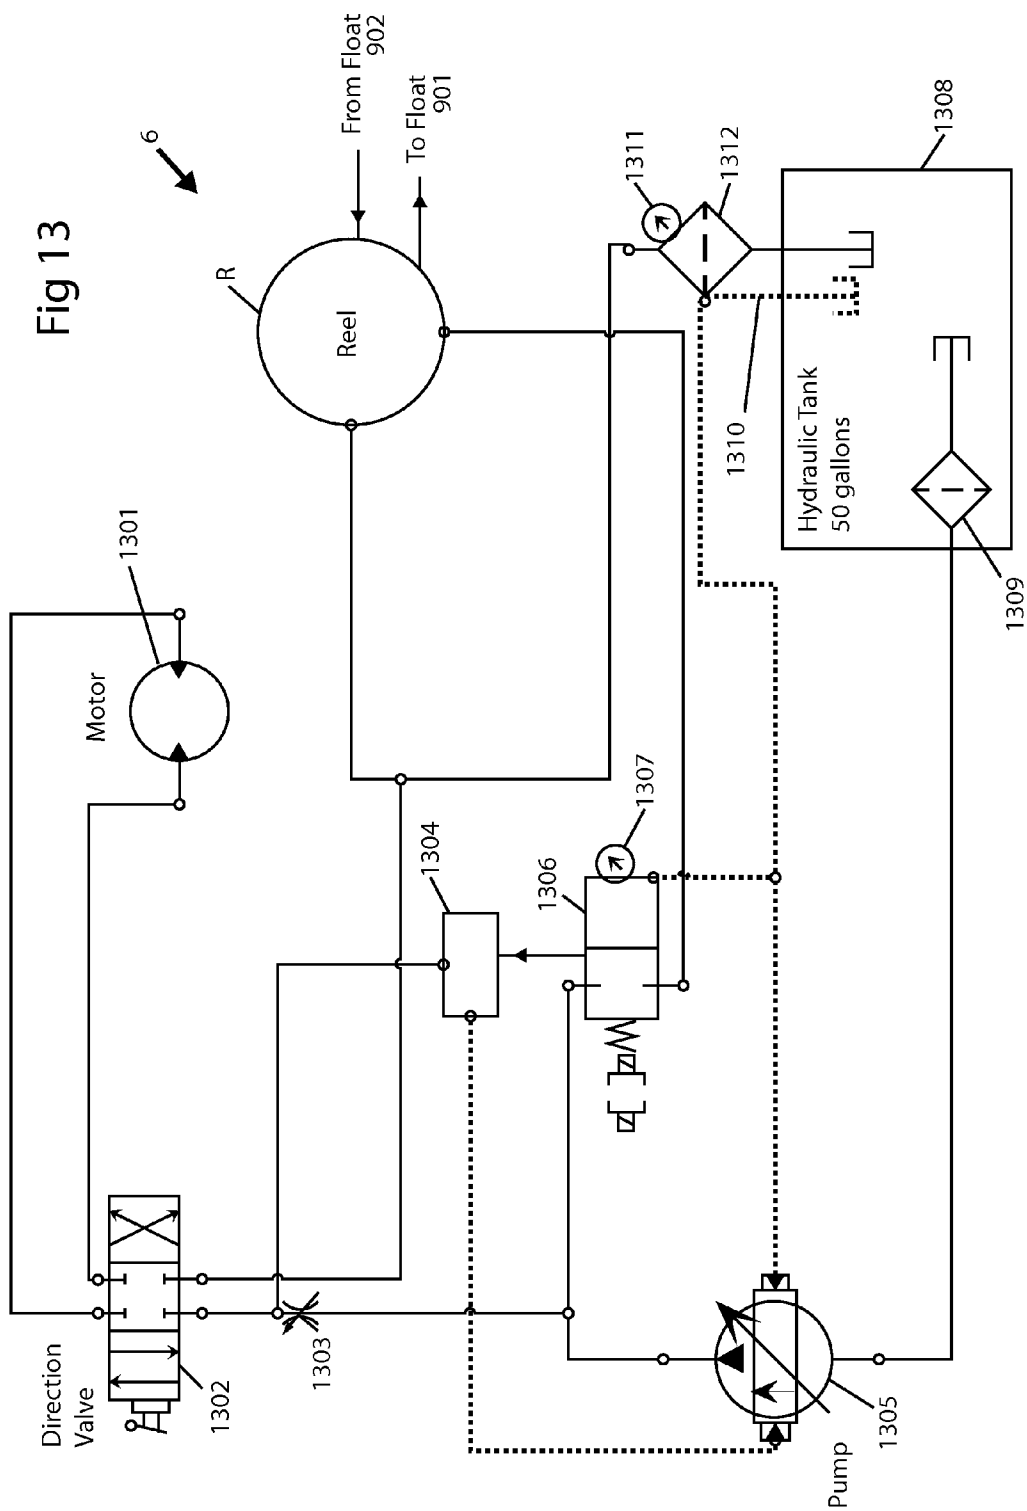 Fig 13
6
From Float
902
To Float
901
R
Reel
1311
1312
1308
1310
Hydraulic Tank
50 gallons
1309
1301
Motor
1304
1306
1307
Direction
Valve
1302
1303
Pump
1305